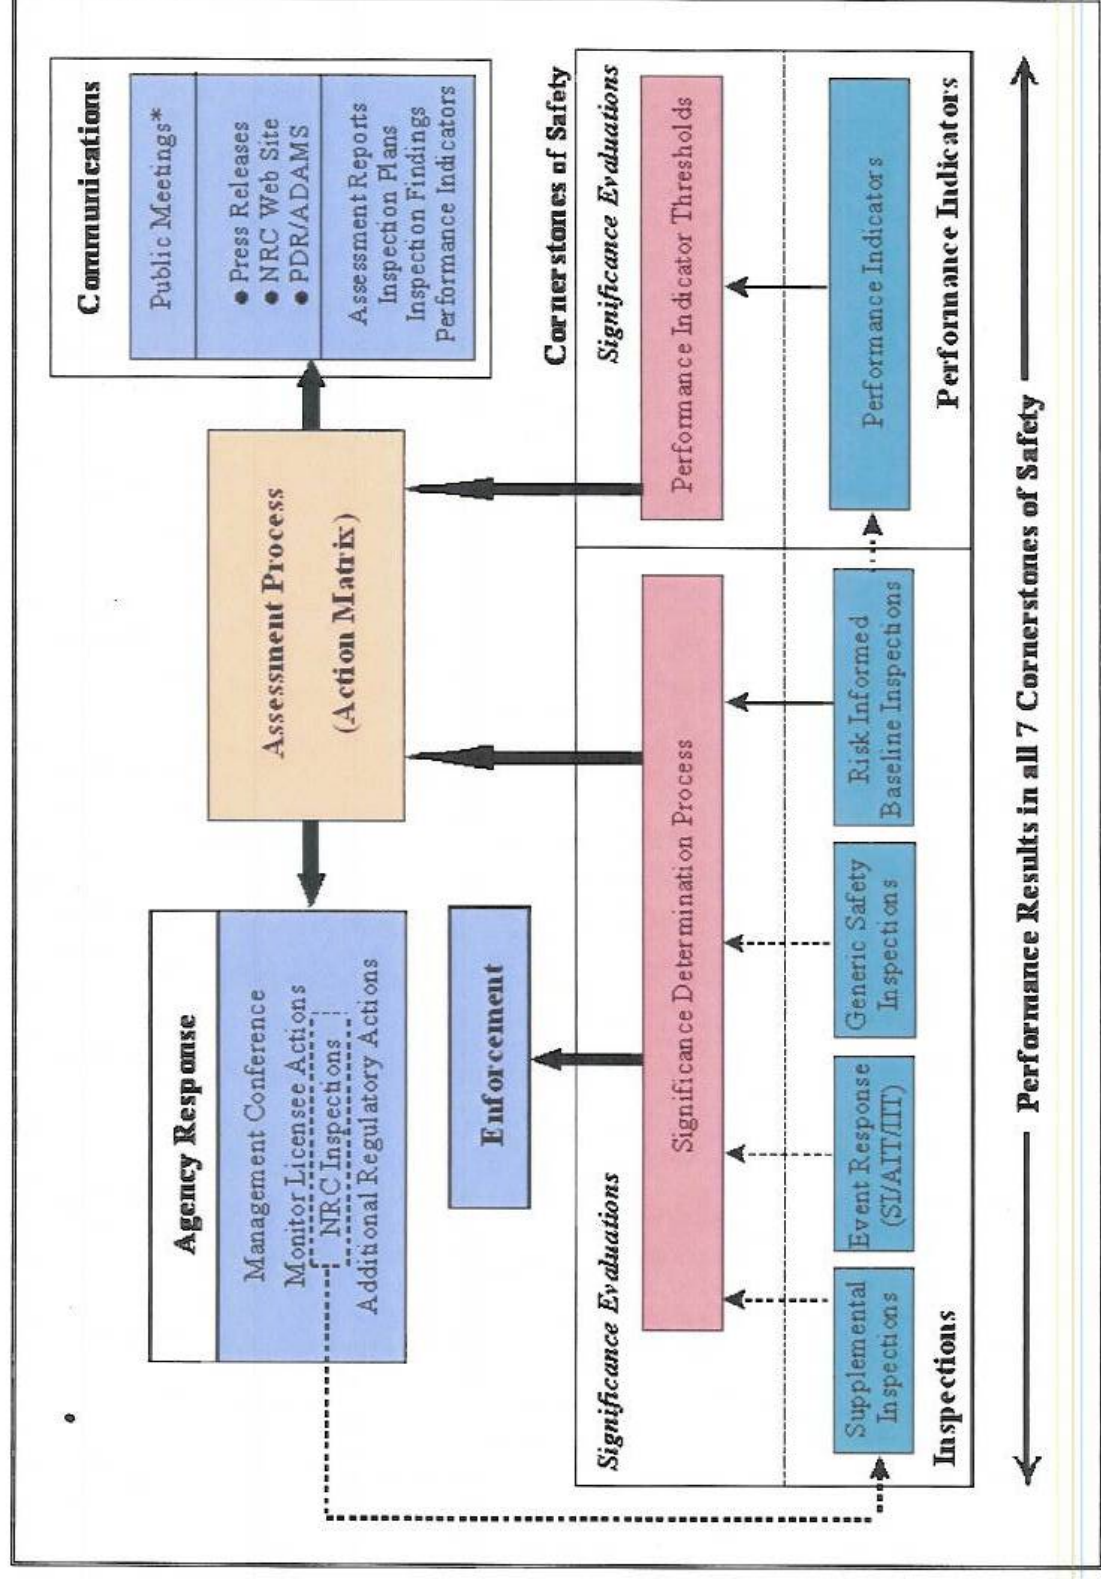 Communications
Public Meetings*
● Press Releases
● NRC Web Site
● PDR/ADAMS
Assessment Reports
Inspection Plans
Inspection Findings
Performance Indicators
Assessment Process
(Action Matrix)
Agency Response
Management Conference
Monitor Licensee Actions
NRC Inspections
Additional Regulatory Actions
Enforcement
Cornerstones of Safety
Significance Evaluations
Significance Evaluations
Significance Determination Process
Performance Indicator Thresholds
Supplemental
Inspections
Event Response
(SI/AIT/IIT)
Generic Safety
Inspections
Risk Informed
Baseline Inspections
Performance Indicators
Inspections
Performance Indicators
Performance Results in all 7 Cornerstones of Safety